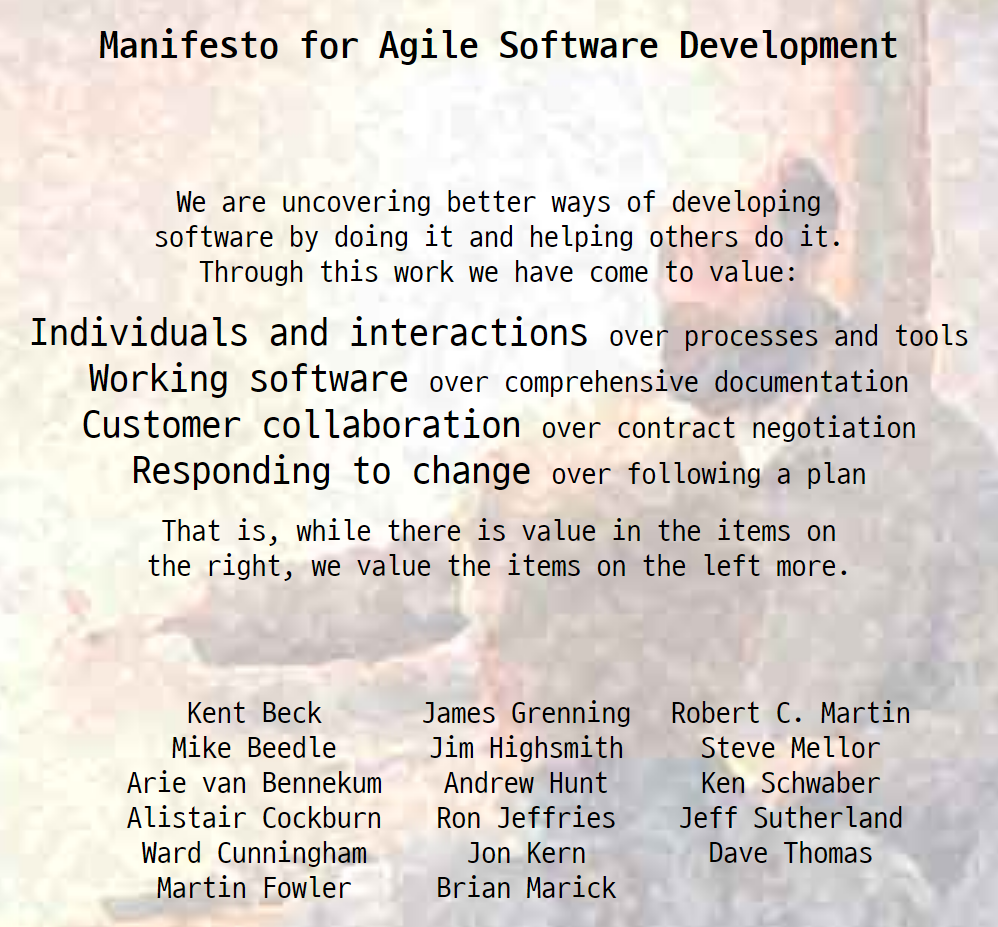 Manifesto for Agile Software Development
We are uncovering better ways of developing
software by doing it and helping others do it.
Through this work we have come to value:
Individuals and interactions over processes and tools
Working software over comprehensive documentation
Customer collaboration over contract negotiation
Responding to change over following a plan
That is, while there is value in the items on
the right, we value the items on the left more.
Kent Beck
Mike Beedle
Arie van Bennekum
Alistair Cockburn
Ward Cunningham
Martin Fowler
James Grenning
Jim Highsmith
Andrew Hunt
Ron Jeffries
Jon Kern
Brian Marick
Robert C. Martin
Steve Mellor
Ken Schwaber
Jeff Sutherland
Dave Thomas